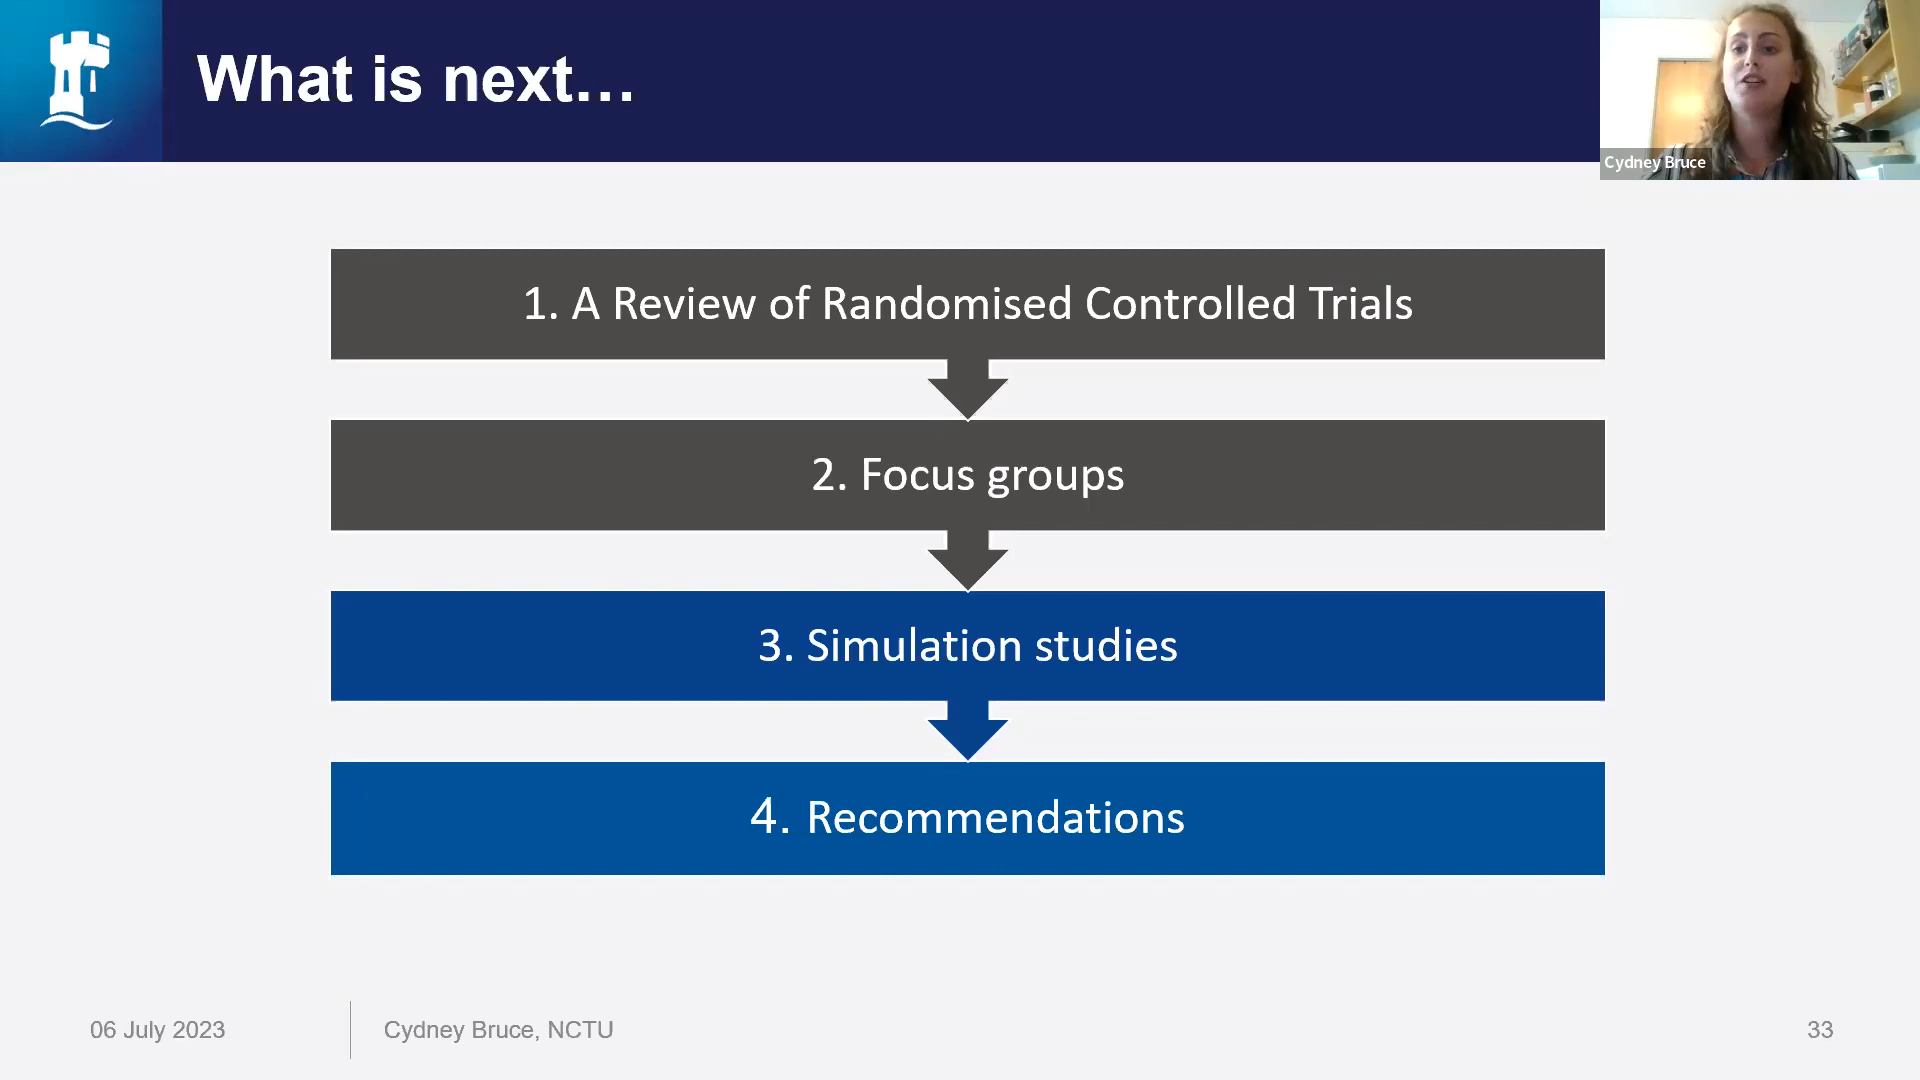 What is next…
Cydney Bruce
1. A Review of Randomised Controlled Trials
2. Focus groups
3. Simulation studies
4. Recommendations
06 July 2023
Cydney Bruce, NCTU
33